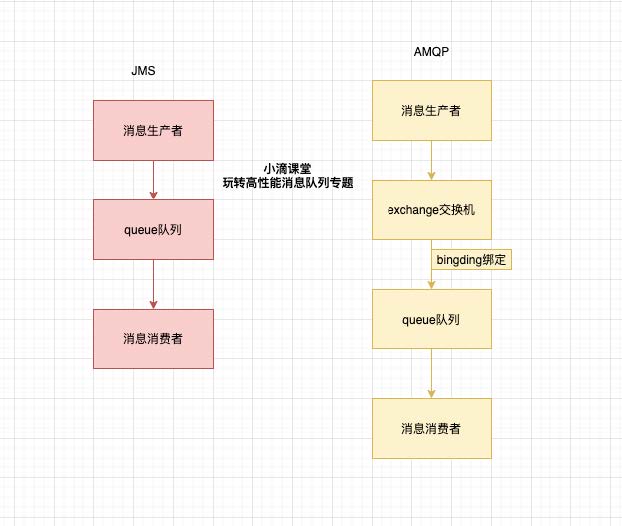 JMS
消息生产者
queue队列
消息消费者
小滴课堂
玩转高性能消息队列专题
AMQP
消息生产者
exchange交换机
bingding绑定
queue队列
消息消费者